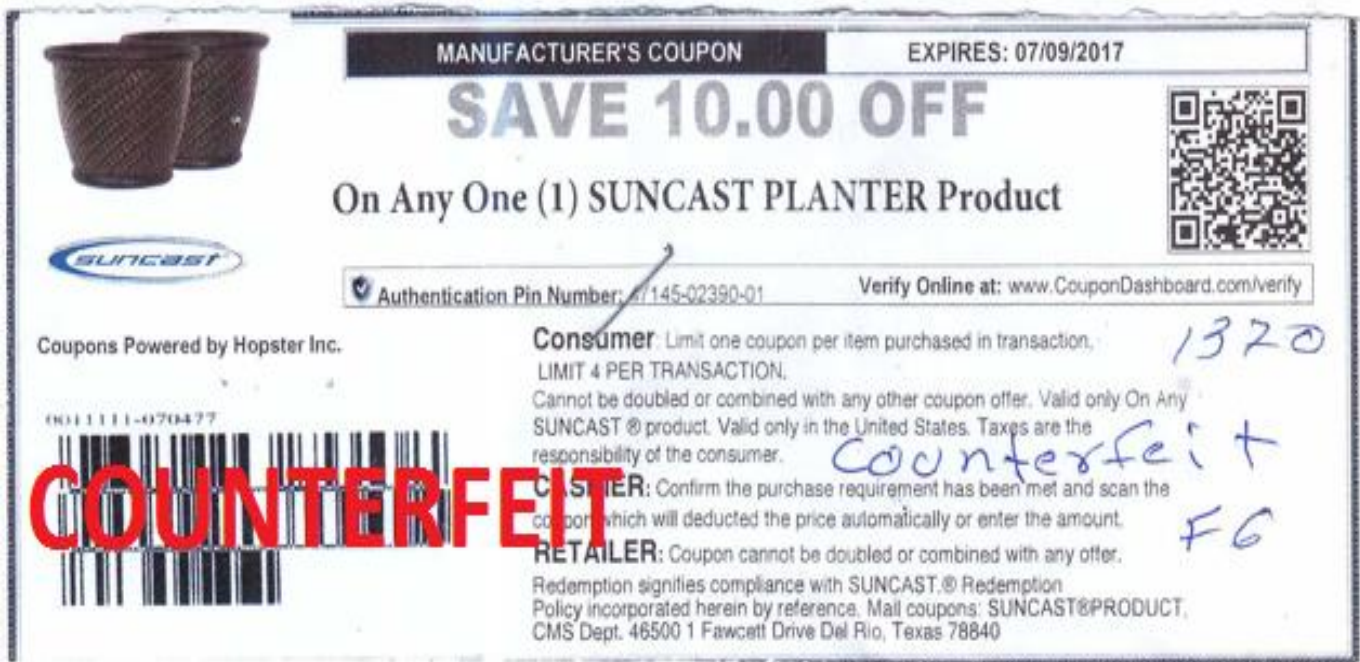 MANUFACTURER'S COUPON
EXPIRES: 07/09/2017
SAVE 10.00 OFF
On Any One (1) SUNCAST PLANTER Product
suncast
Authentication Pin Number: 145-02390-01
Verify Online at: www.CouponDashboard.com/verify
Coupons Powered by Hopster Inc.
0011111-070477
COUNTERFEIT
Consumer: Limit one coupon per item purchased in transaction.
LIMIT 4 PER TRANSACTION.
Cannot be doubled or combined with any other coupon offer. Valid only On Any
SUNCAST ® product. Valid only in the United States. Taxes are the
responsibility of the consumer.
CASHIER: Confirm the purchase requirement has been met and scan the
coupon which will deducted the price automatically or enter the amount.
RETAILER: Coupon cannot be doubled or combined with any offer.
Redemption signifies compliance with SUNCAST.® Redemption
Policy incorporated herein by reference. Mail coupons: SUNCAST®PRODUCT,
CMS Dept. 46500 1 Fawcett Drive Del Rio, Texas 78840
1320
Counterfeit
F6